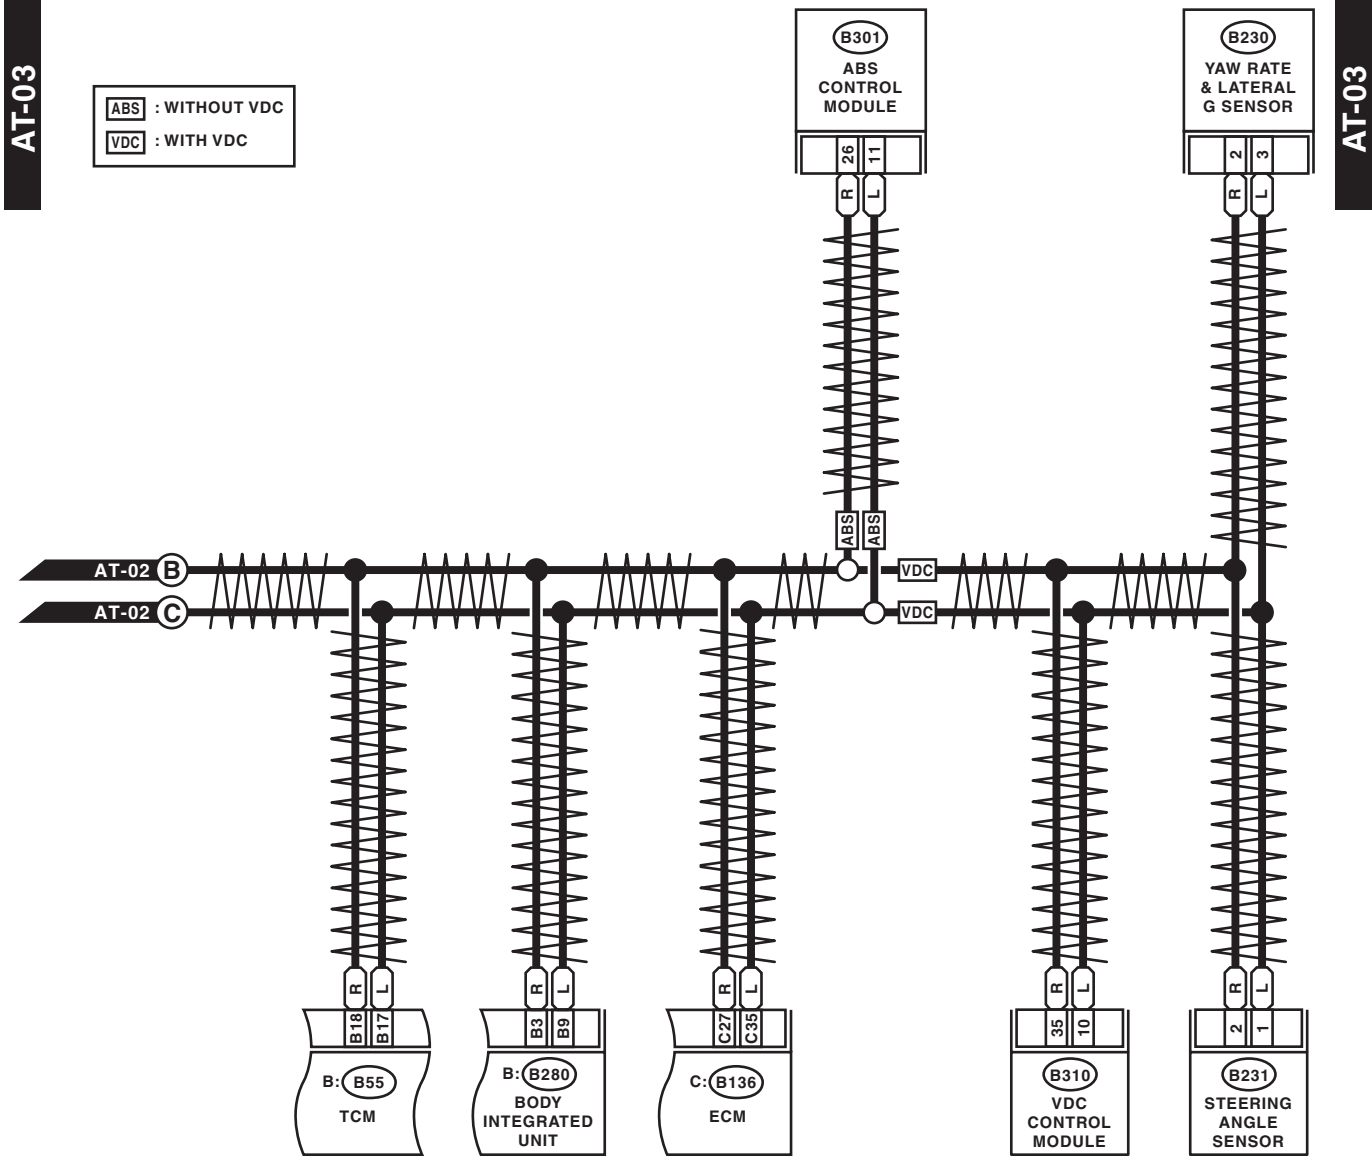 AT-03
AT-03
ABS : WITHOUT VDC
VDC : WITH VDC
B301
ABS
CONTROL
MODULE
26 11
R L
B230
YAW RATE
& LATERAL
G SENSOR
2 3
R L
ABS ABS
AT-02 B
VDC
AT-02 C
VDC
R L
B18 B17
B: B55
TCM
R L
B3 B9
B: B280
BODY
INTEGRATED
UNIT
R L
C27 C35
C: B136
ECM
R L
35 10
B310
VDC
CONTROL
MODULE
R L
2 1
B231
STEERING
ANGLE
SENSOR